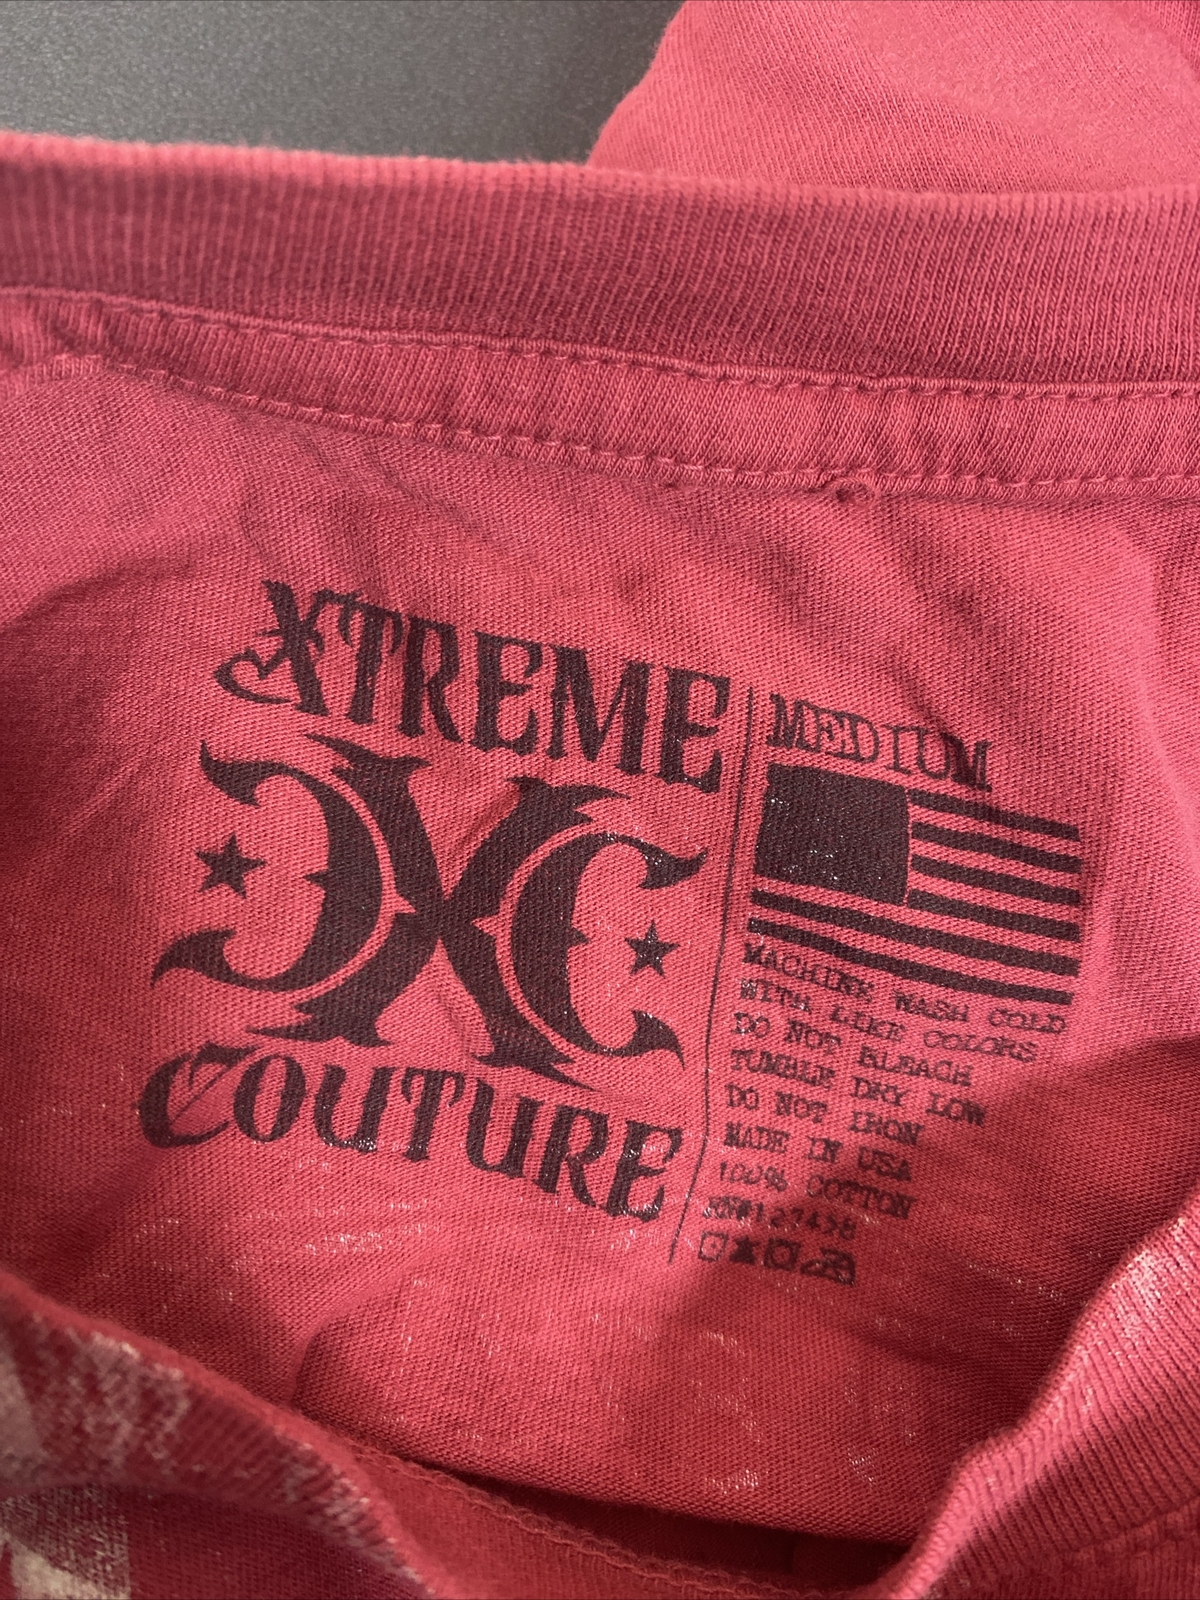 XTREME
XC
COUTURE
MEDIUM
MACHINE WASH COLD
WITH LIKE COLORS
DO NOT BLEACH
TUMBLE DRY LOW
DO NOT IRON
MADE IN USA
100% COTTON